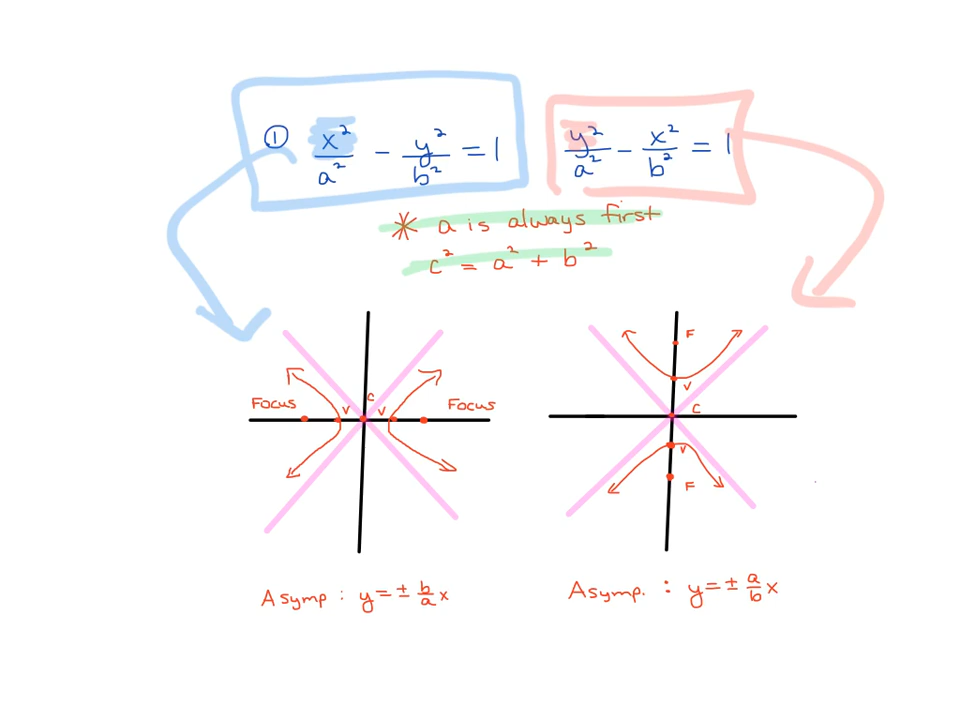 ① x²/a² - y²/b² = 1
y²/a² - x²/b² = 1
* a is always first
c² = a² + b²
Focus V C V Focus
F
V
C
V
F
Asymp : y = ± b/a x
Asymp. : y = ± a/b x